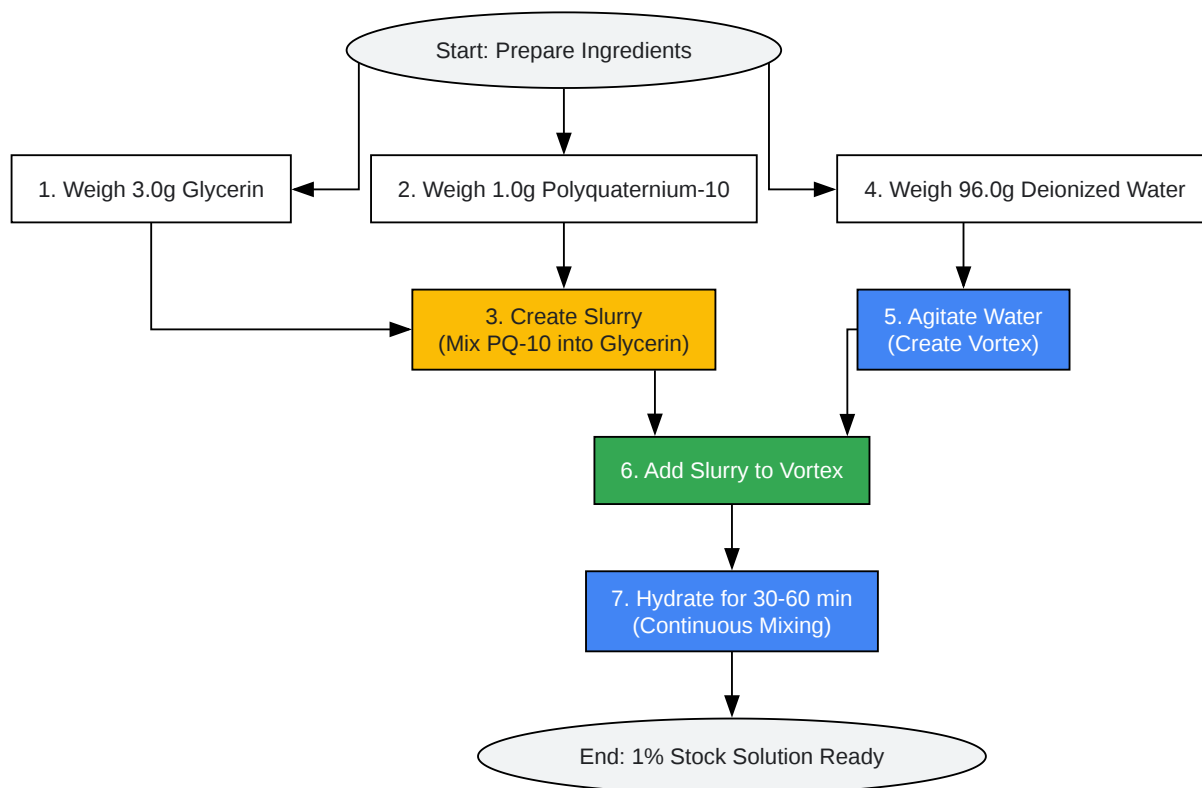 Start: Prepare Ingredients
1. Weigh 3.0g Glycerin
2. Weigh 1.0g Polyquaternium-10
4. Weigh 96.0g Deionized Water
3. Create Slurry
(Mix PQ-10 into Glycerin)
5. Agitate Water
(Create Vortex)
6. Add Slurry to Vortex
7. Hydrate for 30-60 min
(Continuous Mixing)
End: 1% Stock Solution Ready